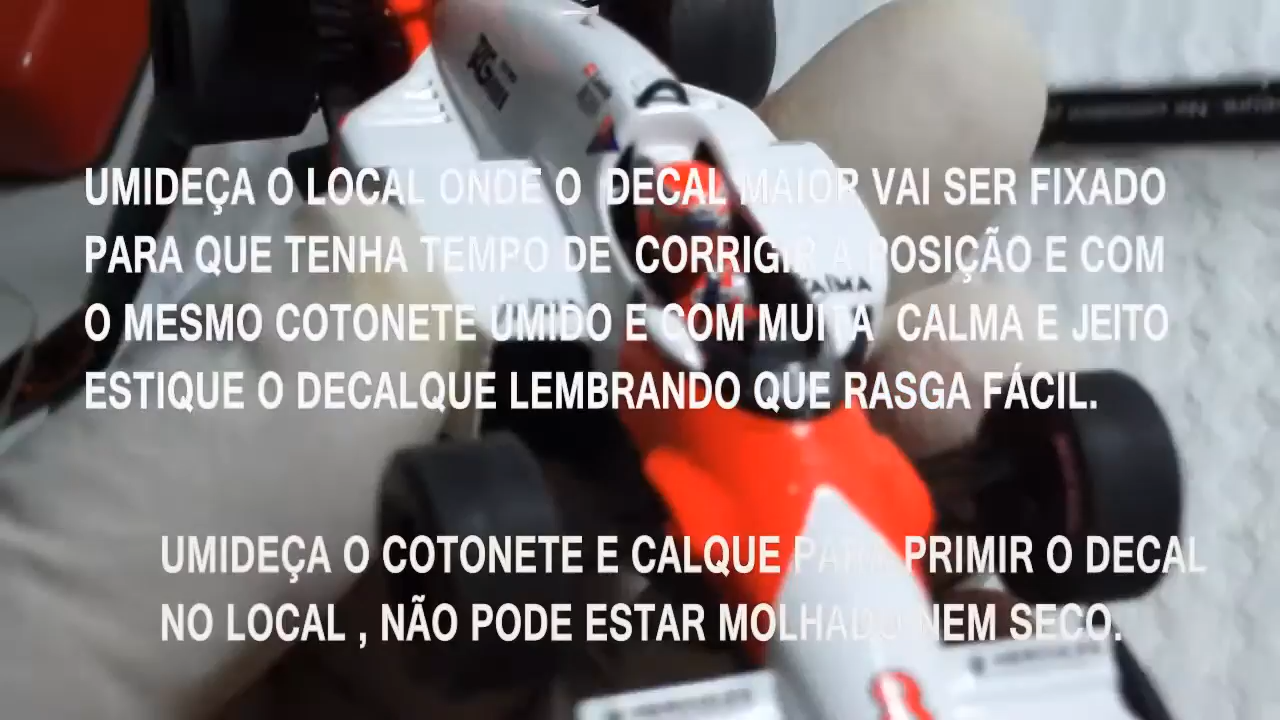 TAG
UMIDEÇA O LOCAL ONDE O DECAL MAIOR VAI SER FIXADO
PARA QUE TENHA TEMPO DE CORRIGIR A POSIÇÃO E COM
O MESMO COTONETE ÚMIDO E COM MUITA CALMA E JEITO
ESTIQUE O DECALQUE LEMBRANDO QUE RASGA FÁCIL.
UMIDEÇA O COTONETE E CALQUE PARA PRIMIR O DECAL
NO LOCAL , NÃO PODE ESTAR MOLHADO NEM SECO.
8